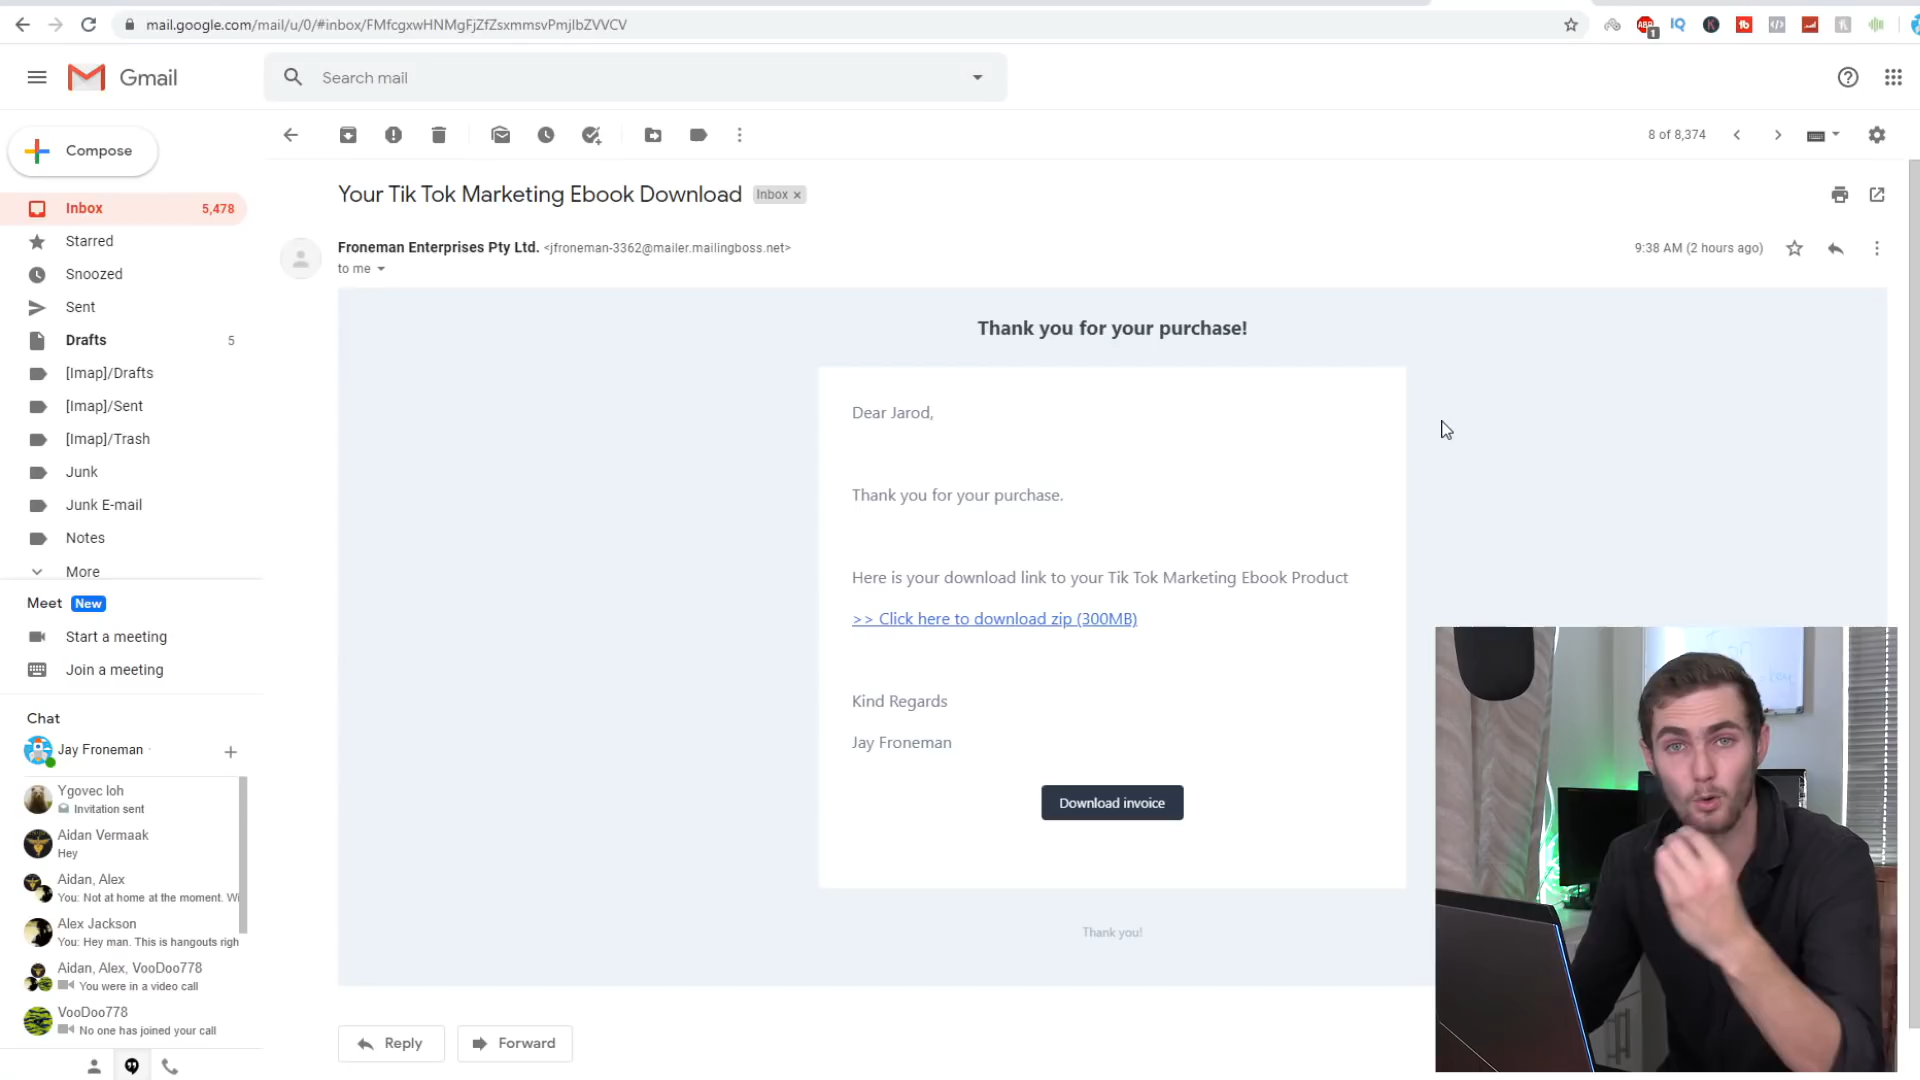 mail.google.com/mail/u/0/#inbox/FMfcgxwHNMgFjZfZsxmmsvPmjlbZVVCV
Gmail
Search mail
Compose
8 of 8,374
Inbox 5,478
Starred
Snoozed
Sent
Drafts 5
[Imap]/Drafts
[Imap]/Sent
[Imap]/Trash
Junk
Junk E-mail
Notes
More
Meet New
Start a meeting
Join a meeting
Chat
Jay Froneman
Ygovec loh
Invitation sent
Aidan Vermaak
Hey
Aidan, Alex
You: Not at home at the moment. Wi
Alex Jackson
You: Hey man. This is hangouts righ
Aidan, Alex, VooDoo778
You were in a video call
VooDoo778
No one has joined your call
Your Tik Tok Marketing Ebook Download Inbox x
Froneman Enterprises Pty Ltd. <jfroneman-3362@mailer.mailingboss.net>
9:38 AM (2 hours ago)
to me
Thank you for your purchase!
Dear Jarod,
Thank you for your purchase.
Here is your download link to your Tik Tok Marketing Ebook Product
>> Click here to download zip (300MB)
Kind Regards
Jay Froneman
Download invoice
Thank you!
Reply
Forward